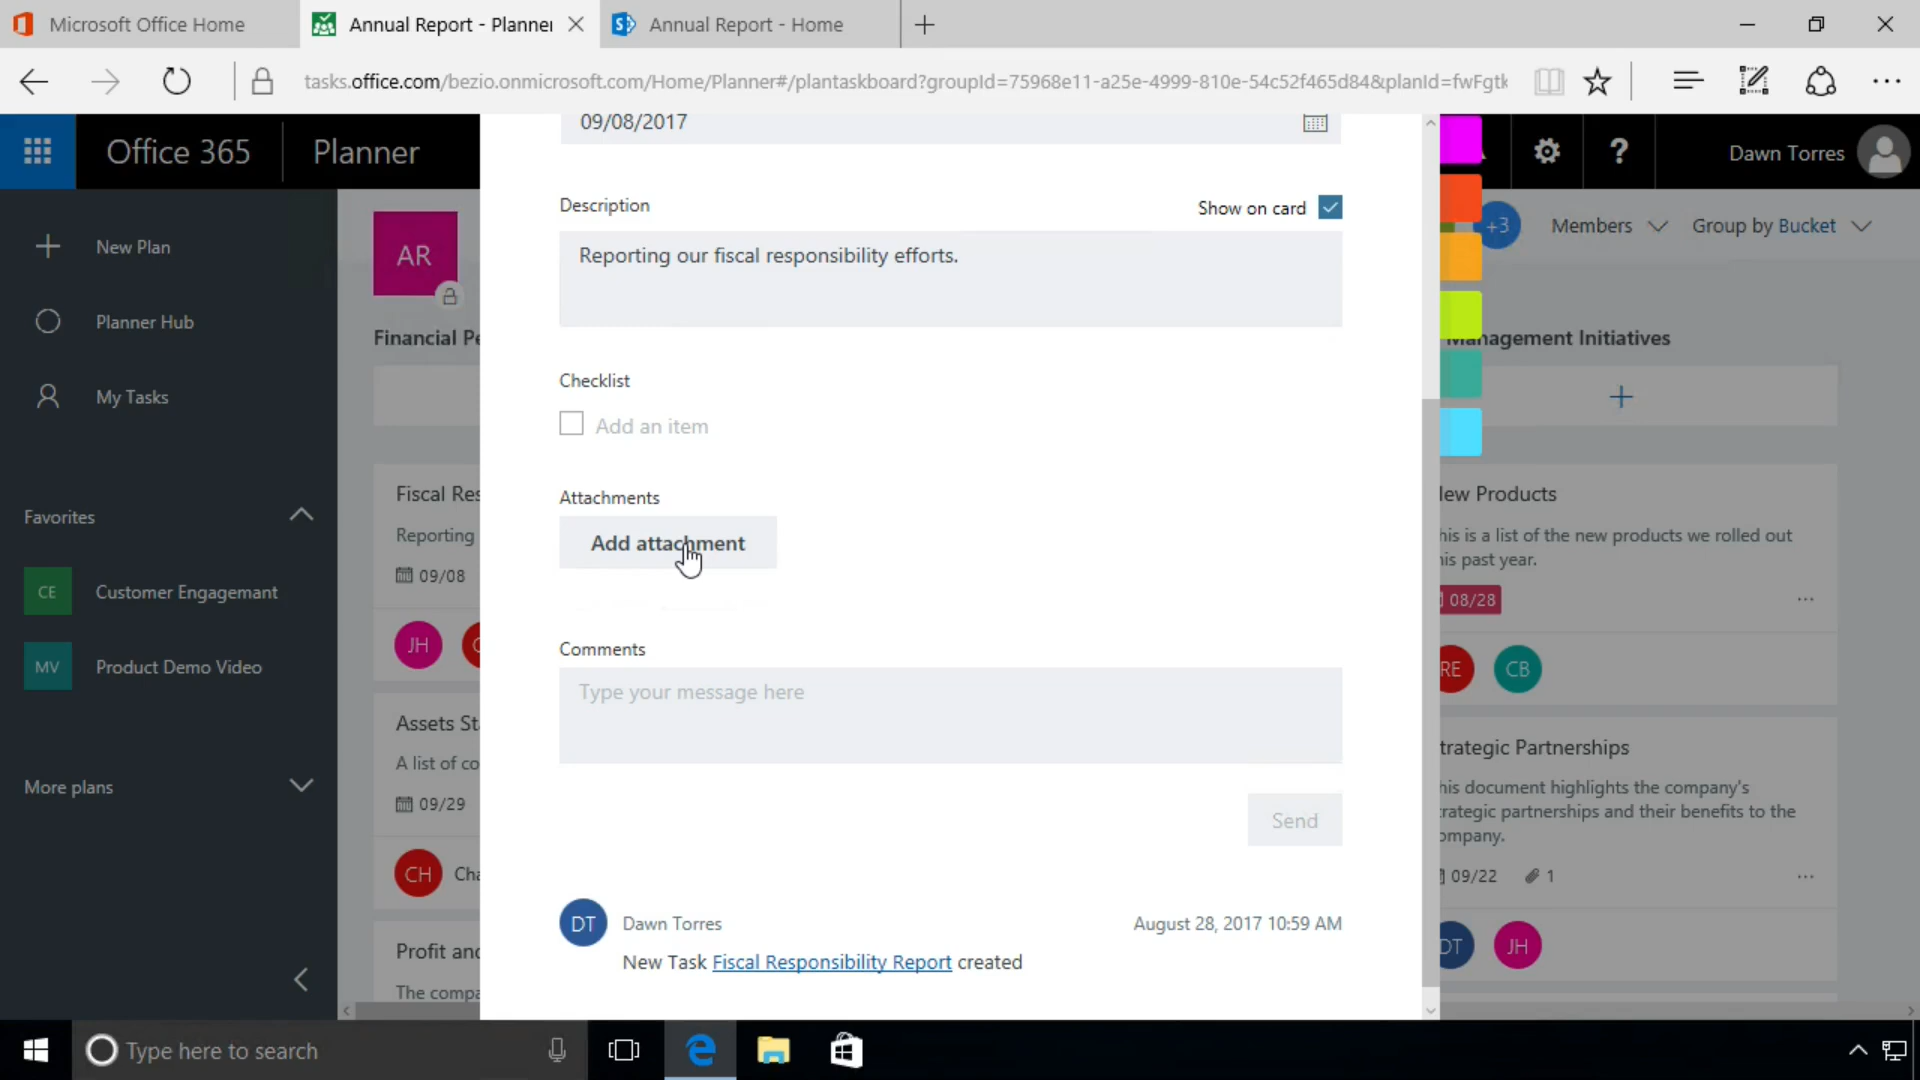 Microsoft Office Home
Annual Report - Planner
Annual Report - Home
tasks.office.com/bezio.onmicrosoft.com/Home/Planner#/plantaskboard?groupId=75968e11-a25e-4999-810e-54c52f465d84&planId=fwFgtk
Office 365
Planner
Dawn Torres
09/08/2017
New Plan
Planner Hub
My Tasks
Favorites
CE
Customer Engagemant
MV
Product Demo Video
More plans
AR
Financial Pe
Fiscal Res
Reporting
09/08
JH
Assets St
A list of co
09/29
CH
Cha
Profit and
The compa
Description
Show on card
Reporting our fiscal responsibility efforts.
Checklist
Add an item
Attachments
Add attachment
Comments
Type your message here
Send
DT
Dawn Torres
August 28, 2017 10:59 AM
New Task Fiscal Responsibility Report created
+3
Members
Group by Bucket
Management Initiatives
+
New Products
his is a list of the new products we rolled out
his past year.
08/28
...
RE
CB
trategic Partnerships
his document highlights the company's
rategic partnerships and their benefits to the
ompany.
09/22
1
...
DT
JH
Type here to search